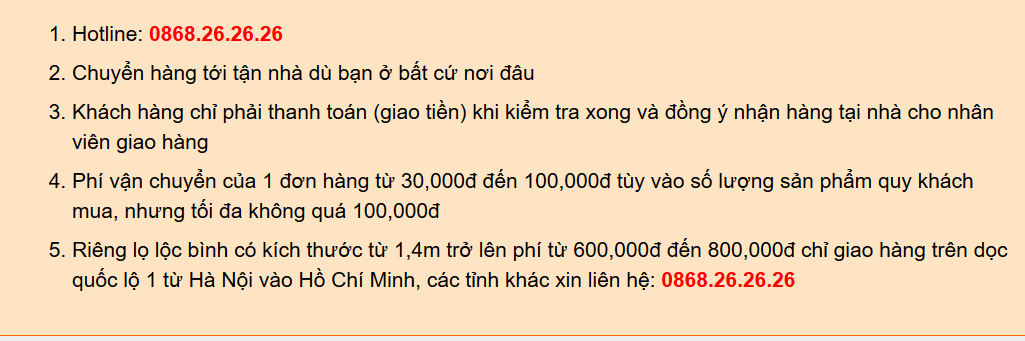 1. Hotline: 0868.26.26.26
2. Chuyển hàng tới tận nhà dù bạn ở bất cứ nơi đâu
3. Khách hàng chỉ phải thanh toán (giao tiền) khi kiểm tra xong và đồng ý nhận hàng tại nhà cho nhân
viên giao hàng
4. Phí vận chuyển của 1 đơn hàng từ 30,000đ đến 100,000đ tùy vào số lượng sản phẩm quy khách
mua, nhưng tối đa không quá 100,000đ
5. Riêng lọ lộc bình có kích thước từ 1,4m trở lên phí từ 600,000đ đến 800,000đ chỉ giao hàng trên dọc
quốc lộ 1 từ Hà Nội vào Hồ Chí Minh, các tỉnh khác xin liên hệ: 0868.26.26.26